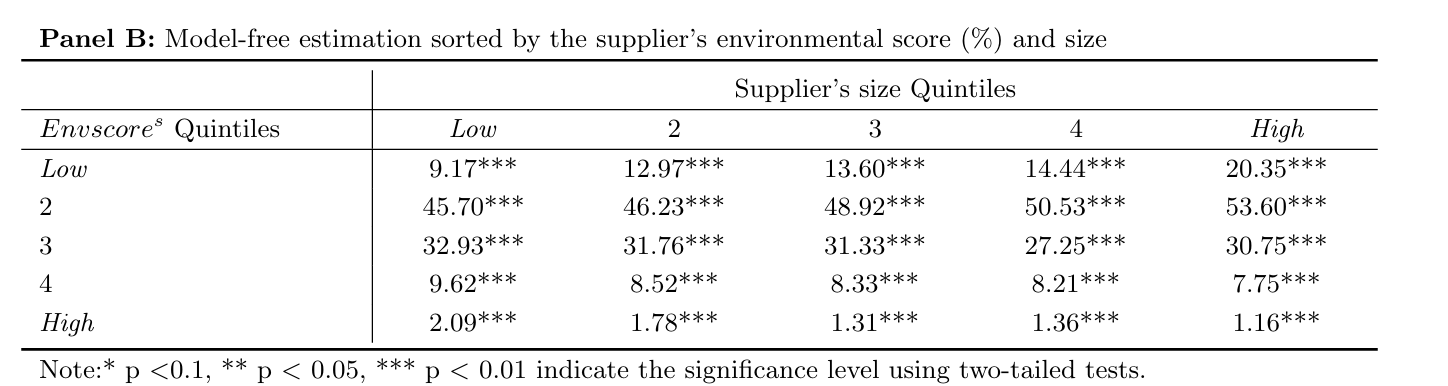 Panel B: Model-free estimation sorted by the supplier's environmental score (%) and size
Supplier's size Quintiles
Envscoreˢ Quintiles Low 2 3 4 High
Low 9.17*** 12.97*** 13.60*** 14.44*** 20.35***
2 45.70*** 46.23*** 48.92*** 50.53*** 53.60***
3 32.93*** 31.76*** 31.33*** 27.25*** 30.75***
4 9.62*** 8.52*** 8.33*** 8.21*** 7.75***
High 2.09*** 1.78*** 1.31*** 1.36*** 1.16***
Note:* p <0.1, ** p < 0.05, *** p < 0.01 indicate the significance level using two-tailed tests.